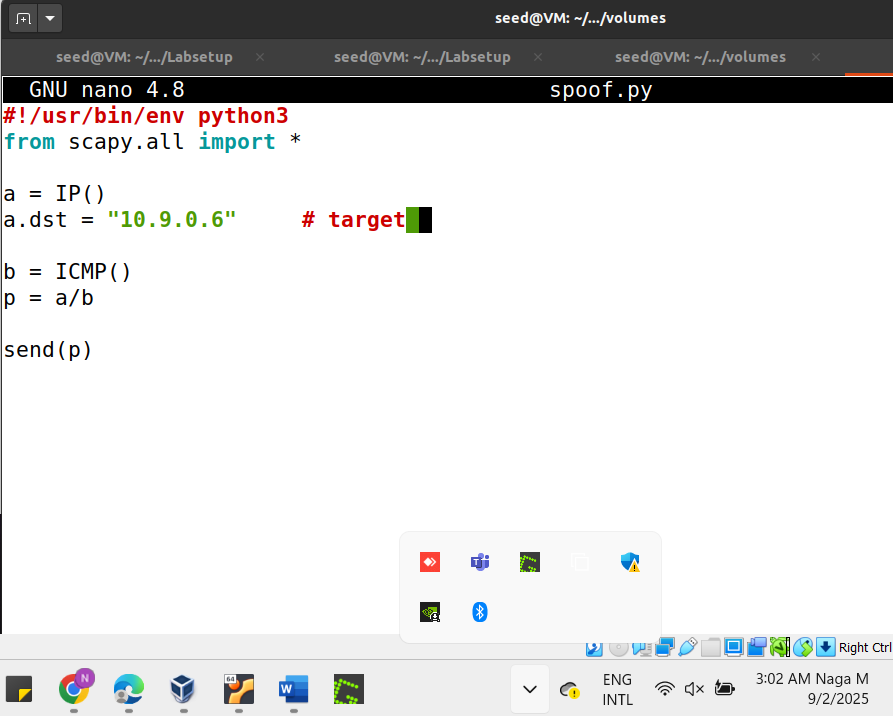 seed@VM: ~/.../volumes
seed@VM: ~/.../Labsetup × seed@VM: ~/.../Labsetup × seed@VM: ~/.../volumes ×
GNU nano 4.8 spoof.py
#!/usr/bin/env python3
from scapy.all import *
a = IP()
a.dst = "10.9.0.6" # target
b = ICMP()
p = a/b
send(p)
Right Ctrl
N
64
W
ENG
INTL
3:02 AM Naga M
9/2/2025